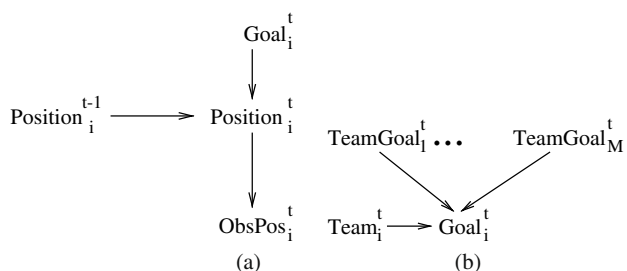 Goal_i^t
Position_i^{t-1} Position_i^t
TeamGoal_1^t ... TeamGoal_M^t
ObsPos_i^t Team_i^t Goal_i^t
(a) (b)